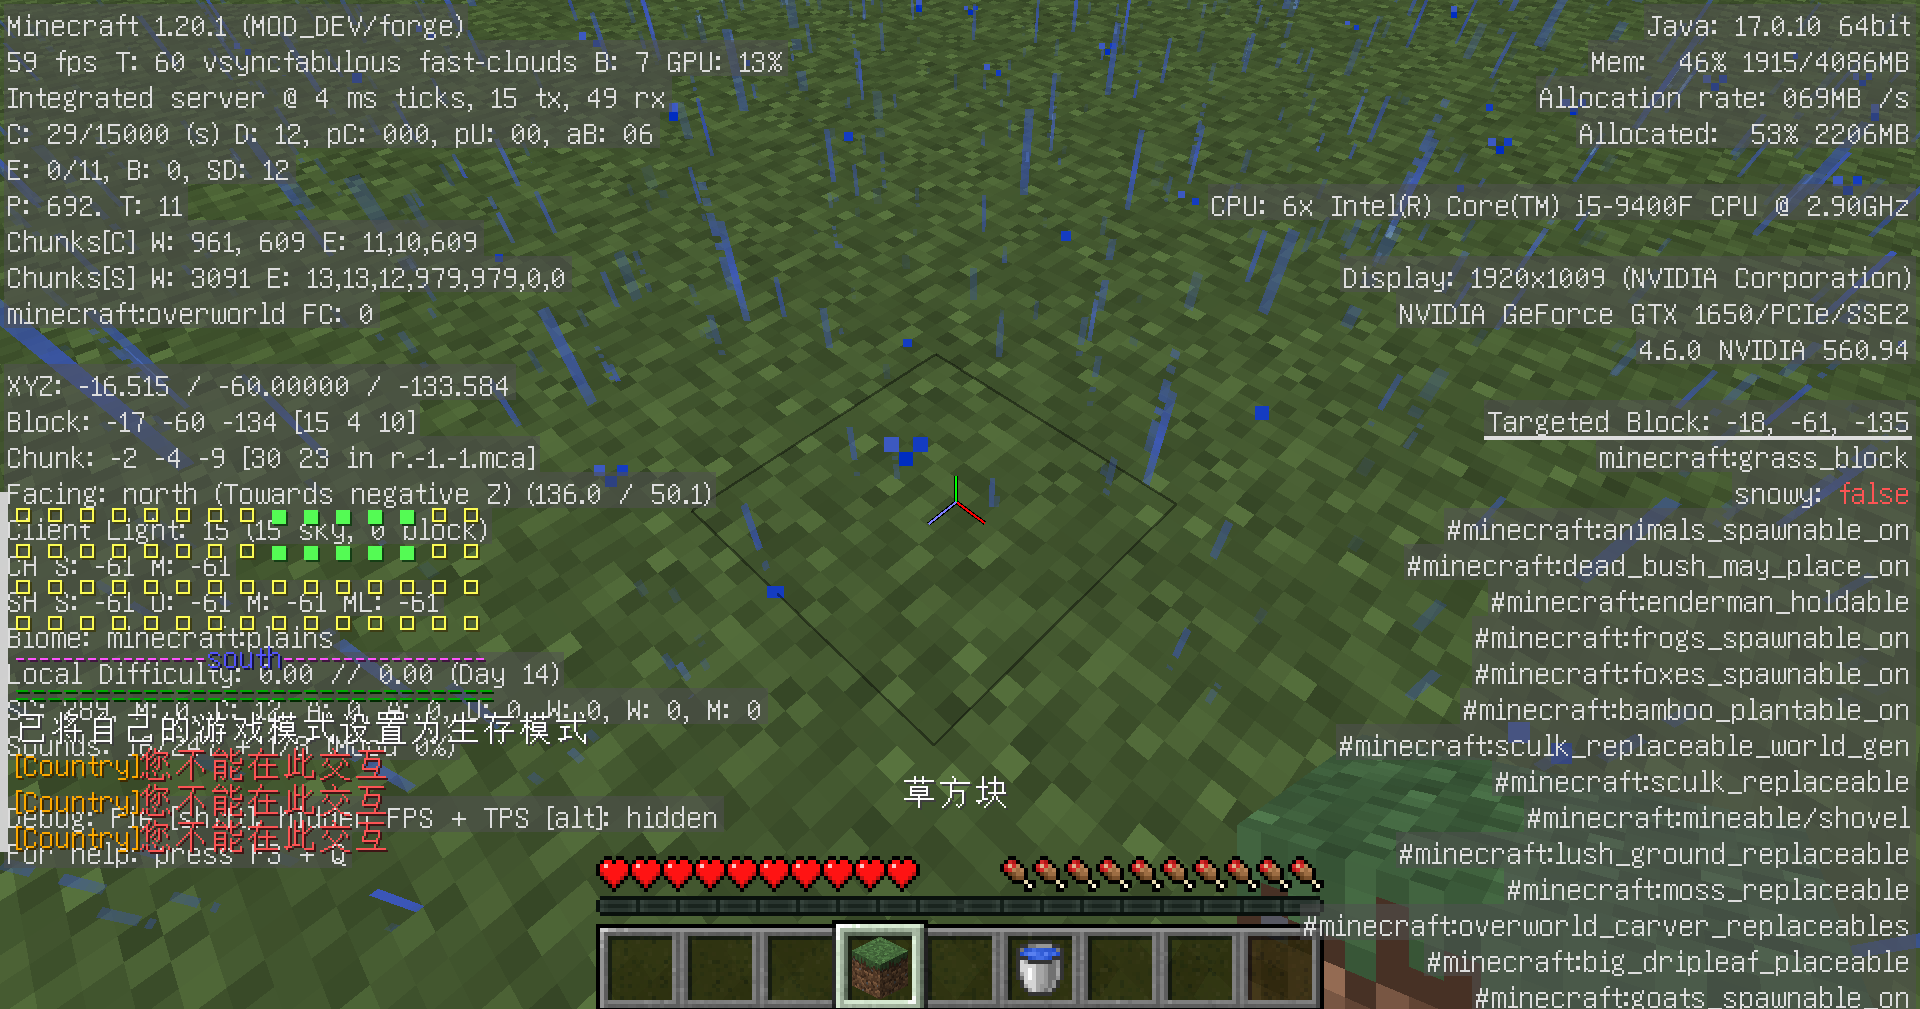 Minecraft 1.20.1 (MOD_DEV/forge)
59 fps T: 60 vsyncfabulous fast-clouds B: 7 GPU: 13%
Integrated server @ 4 ms ticks, 15 tx, 49 rx
C: 29/15000 (s) D: 12, pC: 000, pU: 00, aB: 06
E: 0/11, B: 0, SD: 12
P: 692. T: 11
Chunks[C] W: 961, 609 E: 11,10,609
Chunks[S] W: 3091 E: 13,13,12,979,979,0,0
minecraft:overworld FC: 0
XYZ: -16.515 / -60.00000 / -133.584
Block: -17 -60 -134 [15 4 10]
Chunk: -2 -4 -9 [30 23 in r.-1.-1.mca]
Facing: north (Towards negative Z) (136.0 / 50.1)
Client Light: 15 (15 sky, 0 block)
CH S: -61 M: -61
SH S: -61 O: -61 M: -61 ML: -61
Biome: minecraft:plains
-----------------south------------------
Local Difficulty: 0.00 // 0.00 (Day 14)
W: 0, W: 0, M: 0
已将自己的游戏模式设置为生存模式
[Country]您不能在此交互
[Country]您不能在此交互
FPS + TPS [alt]: hidden
[Country]您不能在此交互
For help: press F3 + Q
Java: 17.0.10 64bit
Mem: 46% 1915/4086MB
Allocation rate: 069MB /s
Allocated: 53% 2206MB
CPU: 6x Intel(R) Core(TM) i5-9400F CPU @ 2.90GHz
Display: 1920x1009 (NVIDIA Corporation)
NVIDIA GeForce GTX 1650/PCIe/SSE2
4.6.0 NVIDIA 560.94
Targeted Block: -18, -61, -135
minecraft:grass_block
snowy: false
#minecraft:animals_spawnable_on
#minecraft:dead_bush_may_place_on
#minecraft:enderman_holdable
#minecraft:frogs_spawnable_on
#minecraft:foxes_spawnable_on
#minecraft:bamboo_plantable_on
#minecraft:sculk_replaceable_world_gen
#minecraft:sculk_replaceable
#minecraft:mineable/shovel
#minecraft:lush_ground_replaceable
#minecraft:moss_replaceable
#minecraft:overworld_carver_replaceables
#minecraft:big_dripleaf_placeable
#minecraft:goats_spawnable_on
草方块